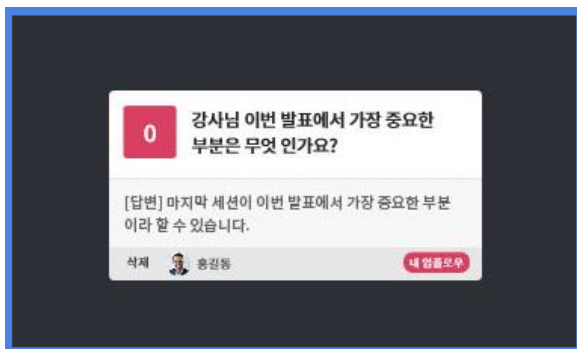 0
강사님 이번 발표에서 가장 중요한
부분은 무엇 인가요?
[답변] 마지막 세션이 이번 발표에서 가장 중요한 부분
이라 할 수 있습니다.
삭제 홍길동 내 업플로우